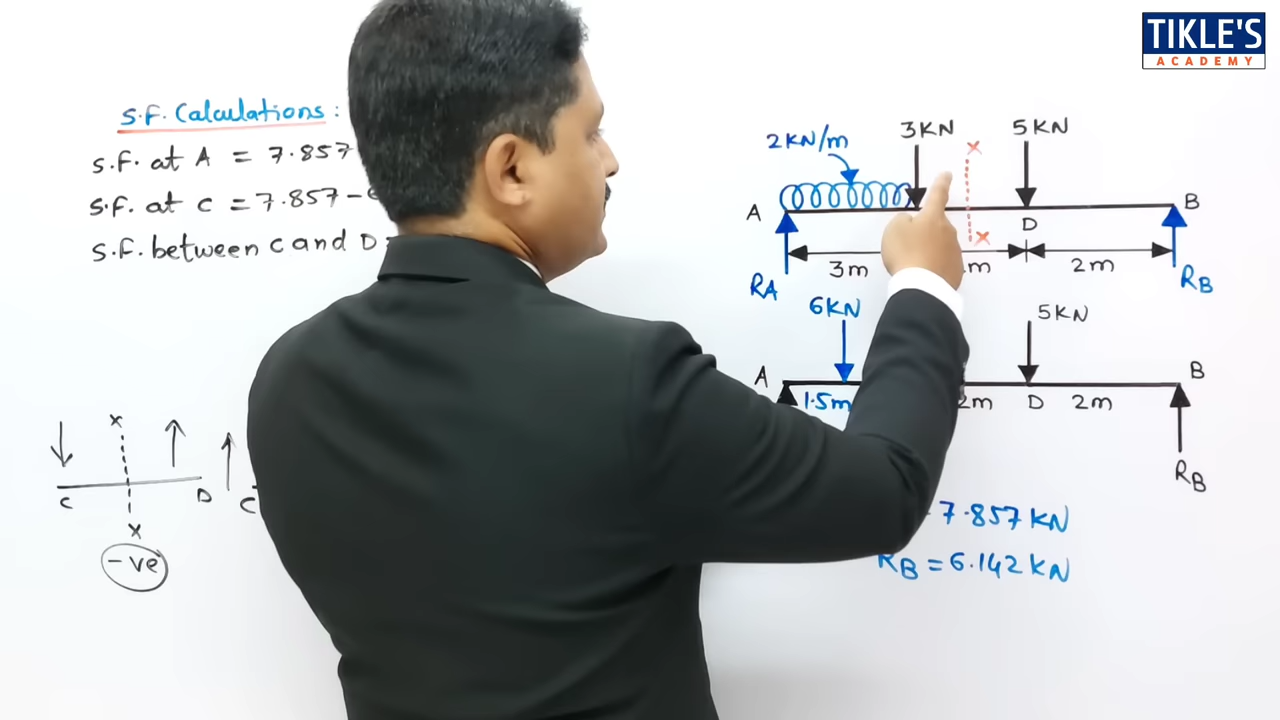 TIKLE'S
ACADEMY
S.F. Calculations :
S.F. at A = 7.857
S.F. at C = 7.857 -
S.F. between C and D
2KN/m 3KN 5KN
x
A B
x
D
3m m 2m
RA RB
6KN 5KN
A B
1.5m 2m D 2m
RB
x
C D C
x
-ve
7.857 KN
RB = 6.142 KN